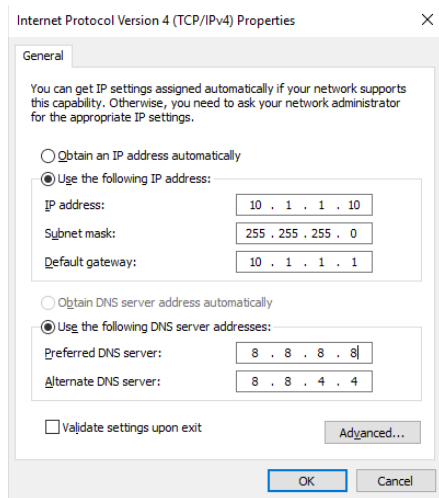 Internet Protocol Version 4 (TCP/IPv4) Properties
General
You can get IP settings assigned automatically if your network supports
this capability. Otherwise, you need to ask your network administrator
for the appropriate IP settings.
Obtain an IP address automatically
Use the following IP address:
IP address: 10 . 1 . 1 . 10
Subnet mask: 255 . 255 . 255 . 0
Default gateway: 10 . 1 . 1 . 1
Obtain DNS server address automatically
Use the following DNS server addresses:
Preferred DNS server: 8 . 8 . 8 . 8
Alternate DNS server: 8 . 8 . 4 . 4
Validate settings upon exit
Advanced...
OK Cancel